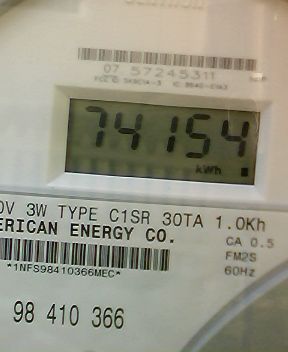 07 57245311
74154
kWh
0V 3W TYPE C1SR 30TA 1.0Kh
ERICAN ENERGY CO.
CA 0.5
FM2S
60Hz
*1NFS98410366MEC*
98 410 366